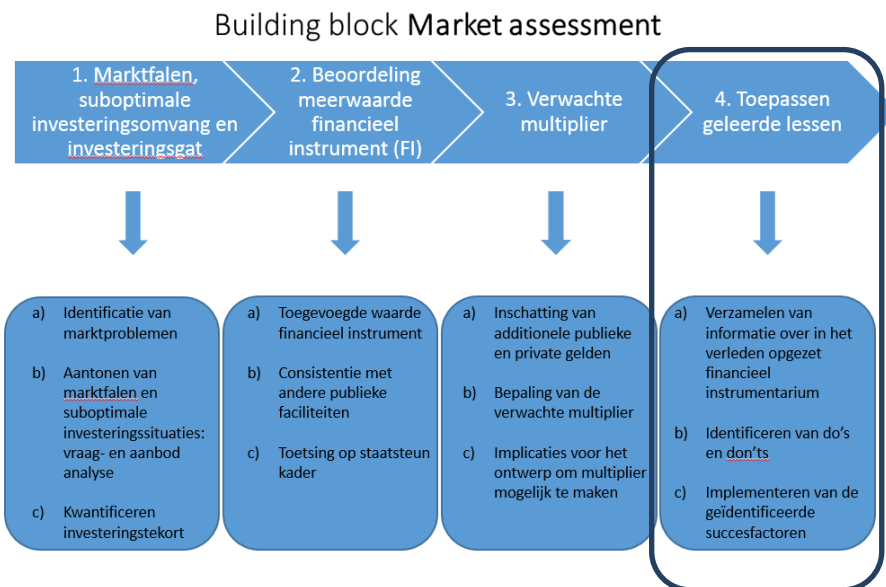 Building block Market assessment
1. Marktfalen,
suboptimale
investeringsomvang en
investeringsgat
2. Beoordeling
meerwaarde
financieel
instrument (FI)
3. Verwachte
multiplier
4. Toepassen
geleerde lessen
a) Identificatie van
marktproblemen
b) Aantonen van
marktfalen en
suboptimale
investeringssituaties:
vraag- en aanbod
analyse
c) Kwantificeren
investeringstekort
a) Toegevoegde waarde
financieel instrument
b) Consistentie met
andere publieke
faciliteiten
c) Toetsing op staatsteun
kader
a) Inschatting van
additionele publieke
en private gelden
b) Bepaling van de
verwachte multiplier
c) Implicaties voor het
ontwerp om multiplier
mogelijk te maken
a) Verzamelen van
informatie over in het
verleden opgezet
financieel
instrumentarium
b) Identificeren van do's
en don'ts
c) Implementeren van de
geïdentificeerde
succesfactoren